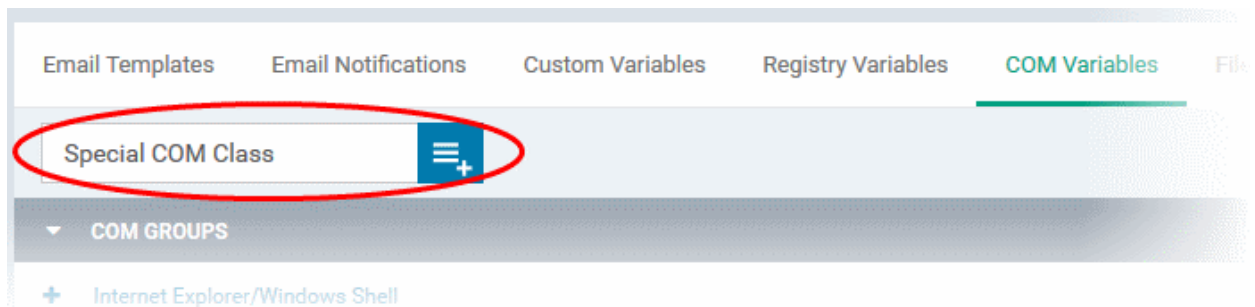 Email Templates Email Notifications Custom Variables Registry Variables COM Variables File
Special COM Class
COM GROUPS
Internet Explorer/Windows Shell